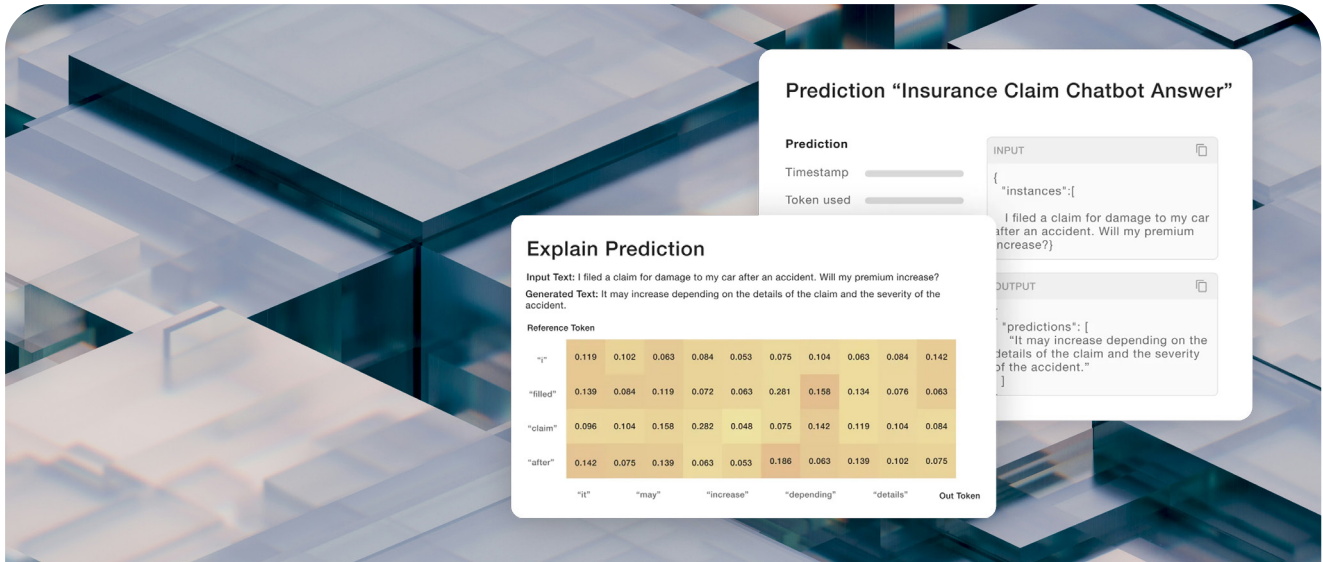 Prediction “Insurance Claim Chatbot Answer”
Prediction
Timestamp
Token used
INPUT
{
"instances":[
I filed a claim for damage to my car
after an accident. Will my premium
increase?}
OUTPUT
"predictions": [
“It may increase depending on the
details of the claim and the severity
of the accident.”
]
Explain Prediction
Input Text: I filed a claim for damage to my car after an accident. Will my premium increase?
Generated Text: It may increase depending on the details of the claim and the severity of the
accident.
Reference Token
“i” 0.119 0.102 0.063 0.084 0.053 0.075 0.104 0.063 0.084 0.142
“filled” 0.139 0.084 0.119 0.072 0.063 0.281 0.158 0.134 0.076 0.063
“claim” 0.096 0.104 0.158 0.282 0.048 0.075 0.142 0.119 0.104 0.084
“after” 0.142 0.075 0.139 0.063 0.053 0.186 0.063 0.139 0.102 0.075
“it” “may” “increase” “depending” “details” Out Token